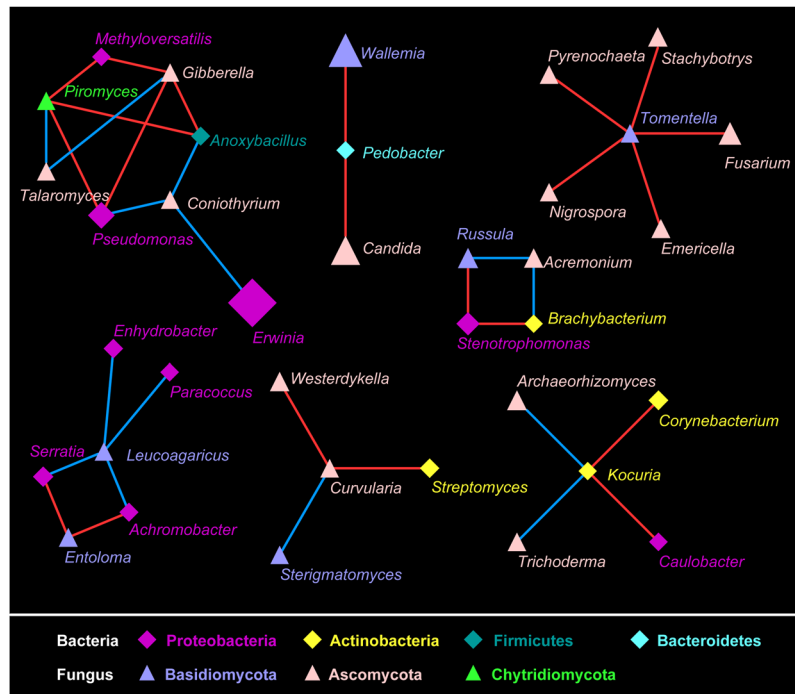 Methyloversatilis
Gibberella
Piromyces
Anoxybacillus
Talaromyces
Coniothyrium
Pseudomonas
Erwinia
Wallemia
Pedobacter
Candida
Pyrenochaeta
Stachybotrys
Tomentella
Fusarium
Nigrospora
Emericella
Russula
Acremonium
Brachybacterium
Stenotrophomonas
Enhydrobacter
Paracoccus
Serratia
Leucoagaricus
Achromobacter
Entoloma
Westerdykella
Curvularia
Streptomyces
Sterigmatomyces
Archaeorhizomyces
Corynebacterium
Kocuria
Trichoderma
Caulobacter
Bacteria Proteobacteria Actinobacteria Firmicutes Bacteroidetes
Fungus Basidiomycota Ascomycota Chytridiomycota